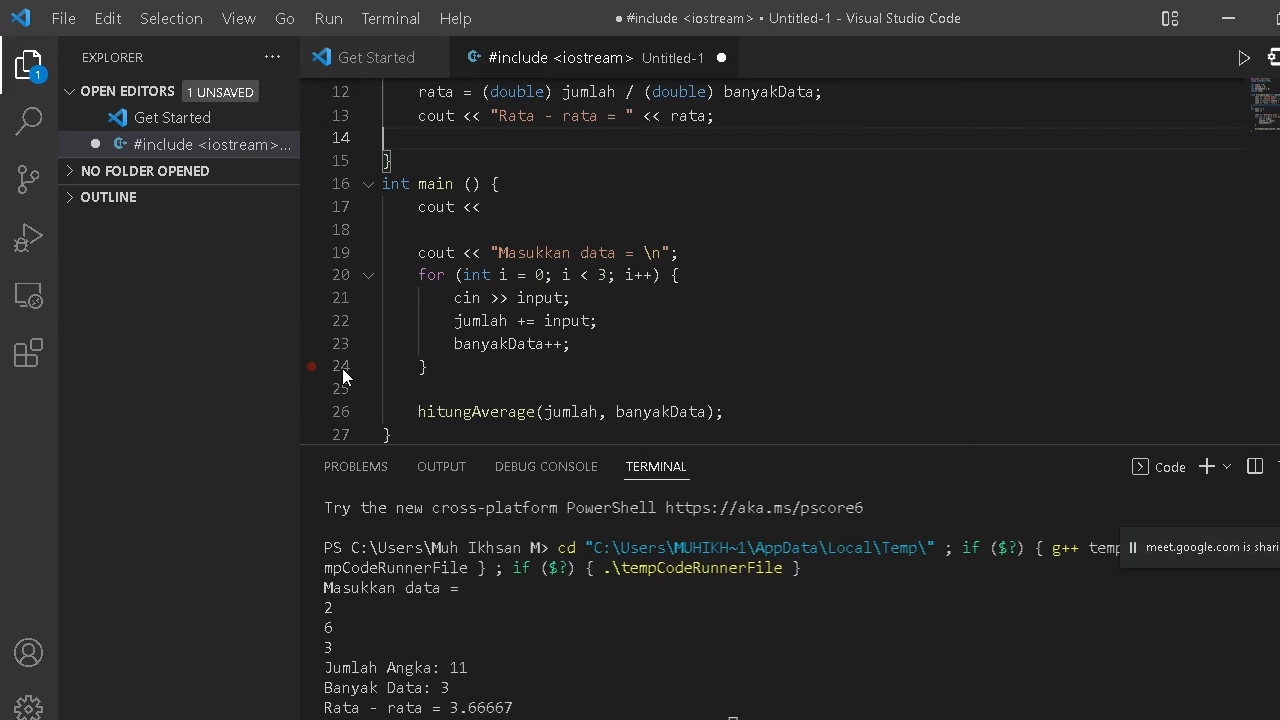 File Edit Selection View Go Run Terminal Help
● #include <iostream> • Untitled-1 - Visual Studio Code
EXPLORER
OPEN EDITORS 1 UNSAVED
Get Started
#include <iostream>...
NO FOLDER OPENED
OUTLINE
1
Get Started
#include <iostream> Untitled-1
12 rata = (double) jumlah / (double) banyakData;
13 cout << "Rata - rata = " << rata;
14
15 }
16 int main () {
17 cout <<
18
19 cout << "Masukkan data = \n";
20 for (int i = 0; i < 3; i++) {
21 cin >> input;
22 jumlah += input;
23 banyakData++;
24 }
25
26 hitungAverage(jumlah, banyakData);
27 }
PROBLEMS OUTPUT DEBUG CONSOLE TERMINAL
Code
Try the new cross-platform PowerShell https://aka.ms/pscore6
PS C:\Users\Muh Ikhsan M> cd "C:\Users\MUHIKH~1\AppData\Local\Temp\" ; if ($?) { g++ temp
mpCodeRunnerFile } ; if ($?) { .\tempCodeRunnerFile }
Masukkan data =
2
6
3
Jumlah Angka: 11
Banyak Data: 3
Rata - rata = 3.66667
meet.google.com is shari